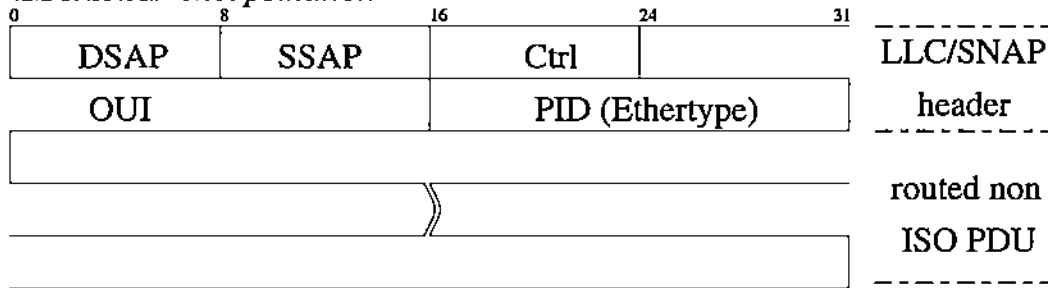 0 8 16 24 31
DSAP SSAP Ctrl LLC/SNAP
OUI PID (Ethertype) header
routed non
ISO PDU